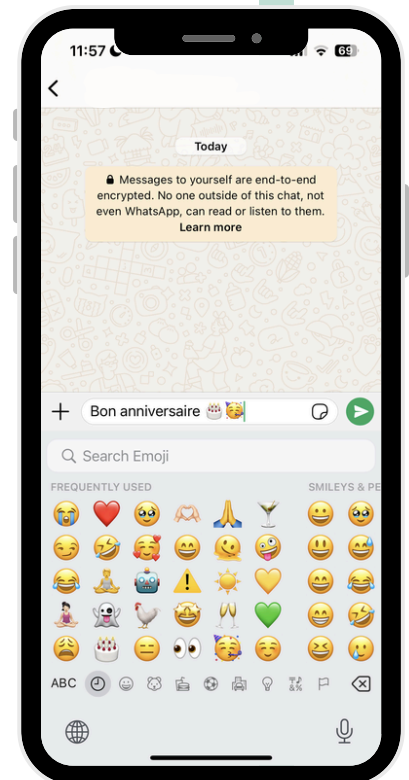 11:57
69
Today
Messages to yourself are end-to-end
encrypted. No one outside of this chat, not
even WhatsApp, can read or listen to them.
Learn more
Bon anniversaire 🎂🥳
Search Emoji
FREQUENTLY USED SMILEYS & PE
ABC